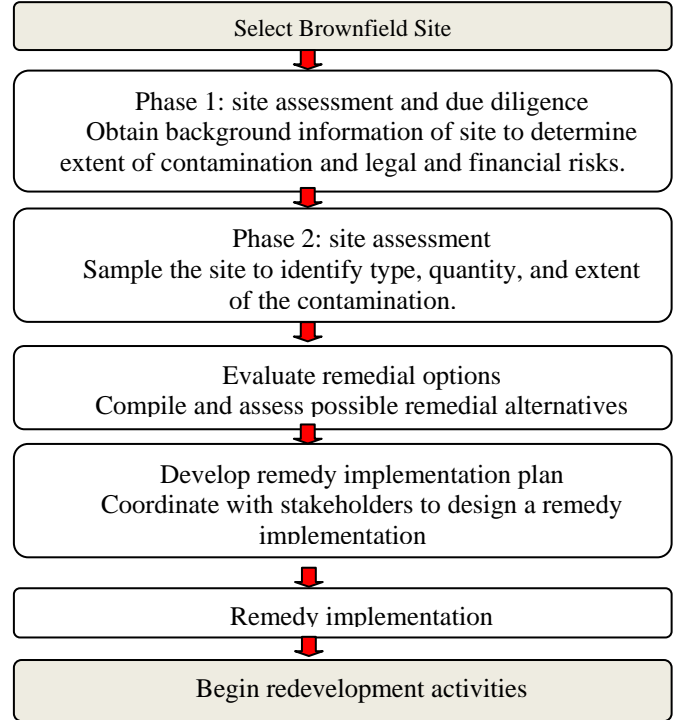 Select Brownfield Site
Phase 1: site assessment and due diligence
Obtain background information of site to determine
extent of contamination and legal and financial risks.
Phase 2: site assessment
Sample the site to identify type, quantity, and extent
of the contamination.
Evaluate remedial options
Compile and assess possible remedial alternatives
Develop remedy implementation plan
Coordinate with stakeholders to design a remedy
implementation
Remedy implementation
Begin redevelopment activities